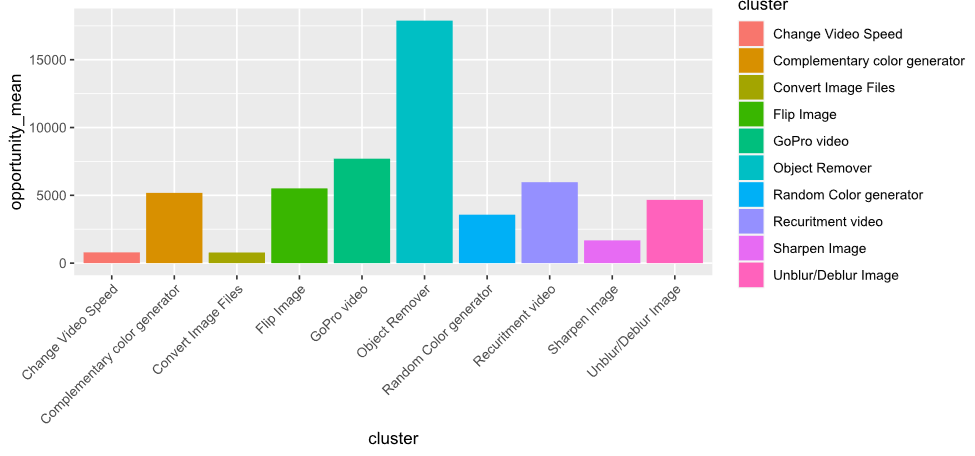 cluster
Change Video Speed
Complementary color generator
Convert Image Files
Flip Image
GoPro video
Object Remover
Random Color generator
Recuritment video
Sharpen Image
Unblur/Deblur Image
opportunity_mean
15000
10000
5000
0
Change Video Speed
Complementary color generator
Convert Image Files
Flip Image
GoPro video
Object Remover
Random Color generator
Recuritment video
Sharpen Image
Unblur/Deblur Image
cluster